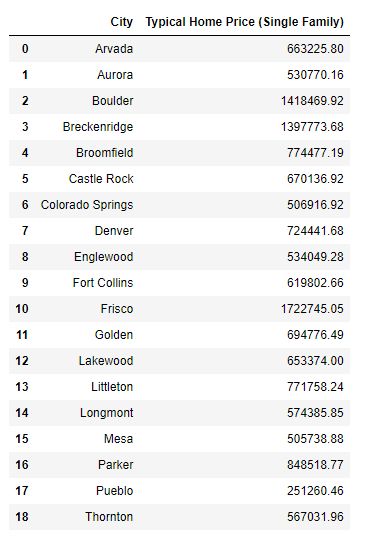 City Typical Home Price (Single Family)
0 Arvada 663225.80
1 Aurora 530770.16
2 Boulder 1418469.92
3 Breckenridge 1397773.68
4 Broomfield 774477.19
5 Castle Rock 670136.92
6 Colorado Springs 506916.92
7 Denver 724441.68
8 Englewood 534049.28
9 Fort Collins 619802.66
10 Frisco 1722745.05
11 Golden 694776.49
12 Lakewood 653374.00
13 Littleton 771758.24
14 Longmont 574385.85
15 Mesa 505738.88
16 Parker 848518.77
17 Pueblo 251260.46
18 Thornton 567031.96